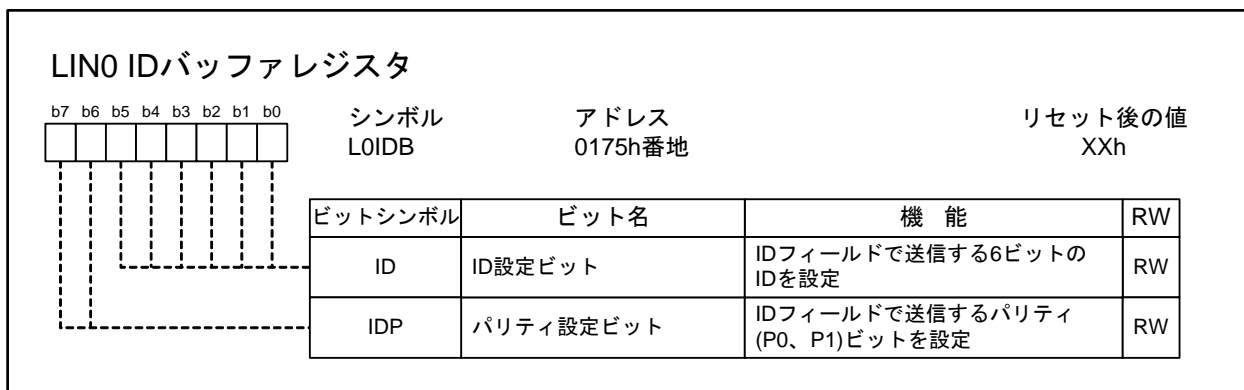 LIN0 IDバッファレジスタ
b7 b6 b5 b4 b3 b2 b1 b0
シンボル アドレス リセット後の値
L0IDB 0175h番地 XXh
ビットシンボル ビット名 機 能 RW
ID ID設定ビット IDフィールドで送信する6ビットの
IDを設定 RW
IDP パリティ設定ビット IDフィールドで送信するパリティ
(P0、P1)ビットを設定 RW